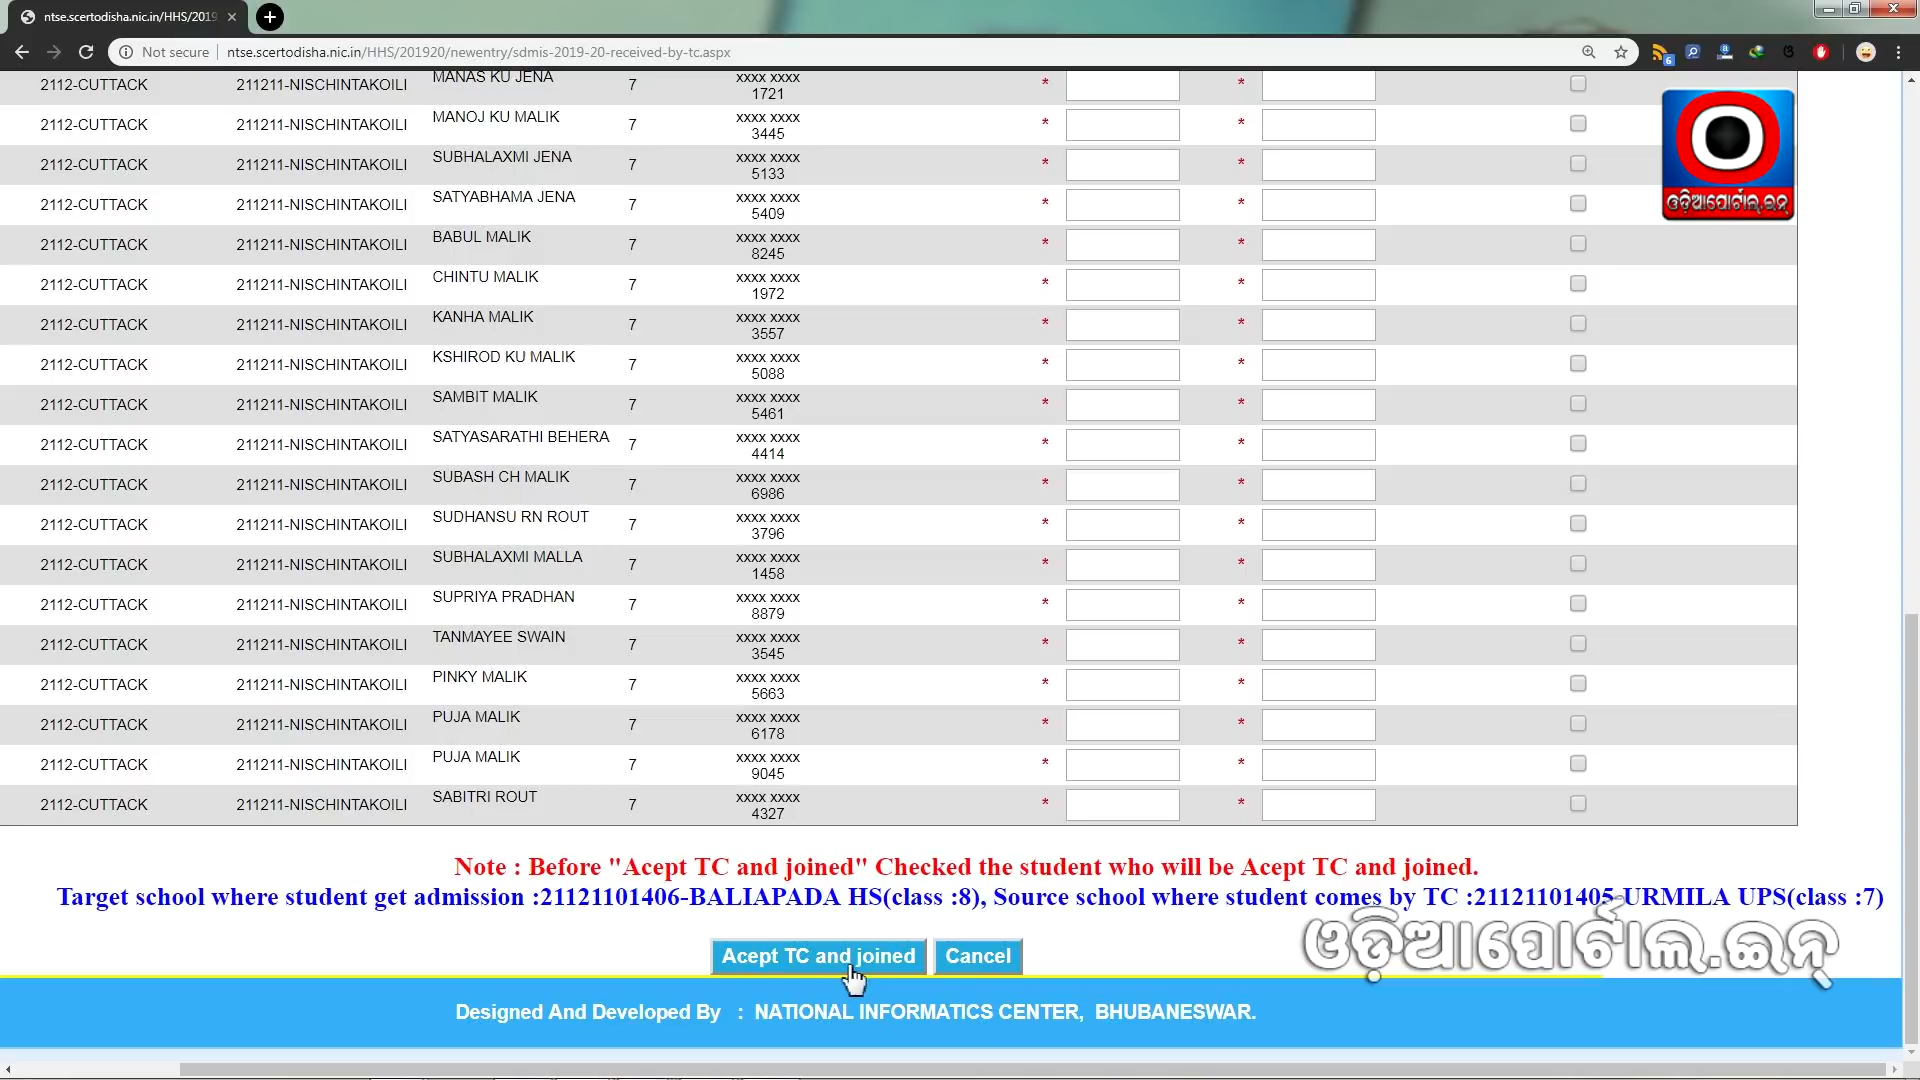 ntse.scertodisha.nic.in/HHS/2019
Not secure ntse.scertodisha.nic.in/HHS/201920/newentry/sdmis-2019-20-received-by-tc.aspx
6
2112-CUTTACK 211211-NISCHINTAKOILI MANAS KU JENA 7 xxxx xxxx 1721 * *
2112-CUTTACK 211211-NISCHINTAKOILI MANOJ KU MALIK 7 xxxx xxxx 3445 * *
2112-CUTTACK 211211-NISCHINTAKOILI SUBHALAXMI JENA 7 xxxx xxxx 5133 * *
2112-CUTTACK 211211-NISCHINTAKOILI SATYABHAMA JENA 7 xxxx xxxx 5409 * *
ଓଡ଼ିଆପୋର୍ଟାଲ.ଇନ୍
2112-CUTTACK 211211-NISCHINTAKOILI BABUL MALIK 7 xxxx xxxx 8245 * *
2112-CUTTACK 211211-NISCHINTAKOILI CHINTU MALIK 7 xxxx xxxx 1972 * *
2112-CUTTACK 211211-NISCHINTAKOILI KANHA MALIK 7 xxxx xxxx 3557 * *
2112-CUTTACK 211211-NISCHINTAKOILI KSHIROD KU MALIK 7 xxxx xxxx 5088 * *
2112-CUTTACK 211211-NISCHINTAKOILI SAMBIT MALIK 7 xxxx xxxx 5461 * *
2112-CUTTACK 211211-NISCHINTAKOILI SATYASARATHI BEHERA 7 xxxx xxxx 4414 * *
2112-CUTTACK 211211-NISCHINTAKOILI SUBASH CH MALIK 7 xxxx xxxx 6986 * *
2112-CUTTACK 211211-NISCHINTAKOILI SUDHANSU RN ROUT 7 xxxx xxxx 3796 * *
2112-CUTTACK 211211-NISCHINTAKOILI SUBHALAXMI MALLA 7 xxxx xxxx 1458 * *
2112-CUTTACK 211211-NISCHINTAKOILI SUPRIYA PRADHAN 7 xxxx xxxx 8879 * *
2112-CUTTACK 211211-NISCHINTAKOILI TANMAYEE SWAIN 7 xxxx xxxx 3545 * *
2112-CUTTACK 211211-NISCHINTAKOILI PINKY MALIK 7 xxxx xxxx 5663 * *
2112-CUTTACK 211211-NISCHINTAKOILI PUJA MALIK 7 xxxx xxxx 6178 * *
2112-CUTTACK 211211-NISCHINTAKOILI PUJA MALIK 7 xxxx xxxx 9045 * *
2112-CUTTACK 211211-NISCHINTAKOILI SABITRI ROUT 7 xxxx xxxx 4327 * *
Note : Before "Acept TC and joined" Checked the student who will be Acept TC and joined.
Target school where student get admission :21121101406-BALIAPADA HS(class :8), Source school where student comes by TC :21121101405-URMILA UPS(class :7)
Acept TC and joined Cancel
ଓଡ଼ିଆପୋର୍ଟାଲ.ଇନ୍
Designed And Developed By : NATIONAL INFORMATICS CENTER, BHUBANESWAR.